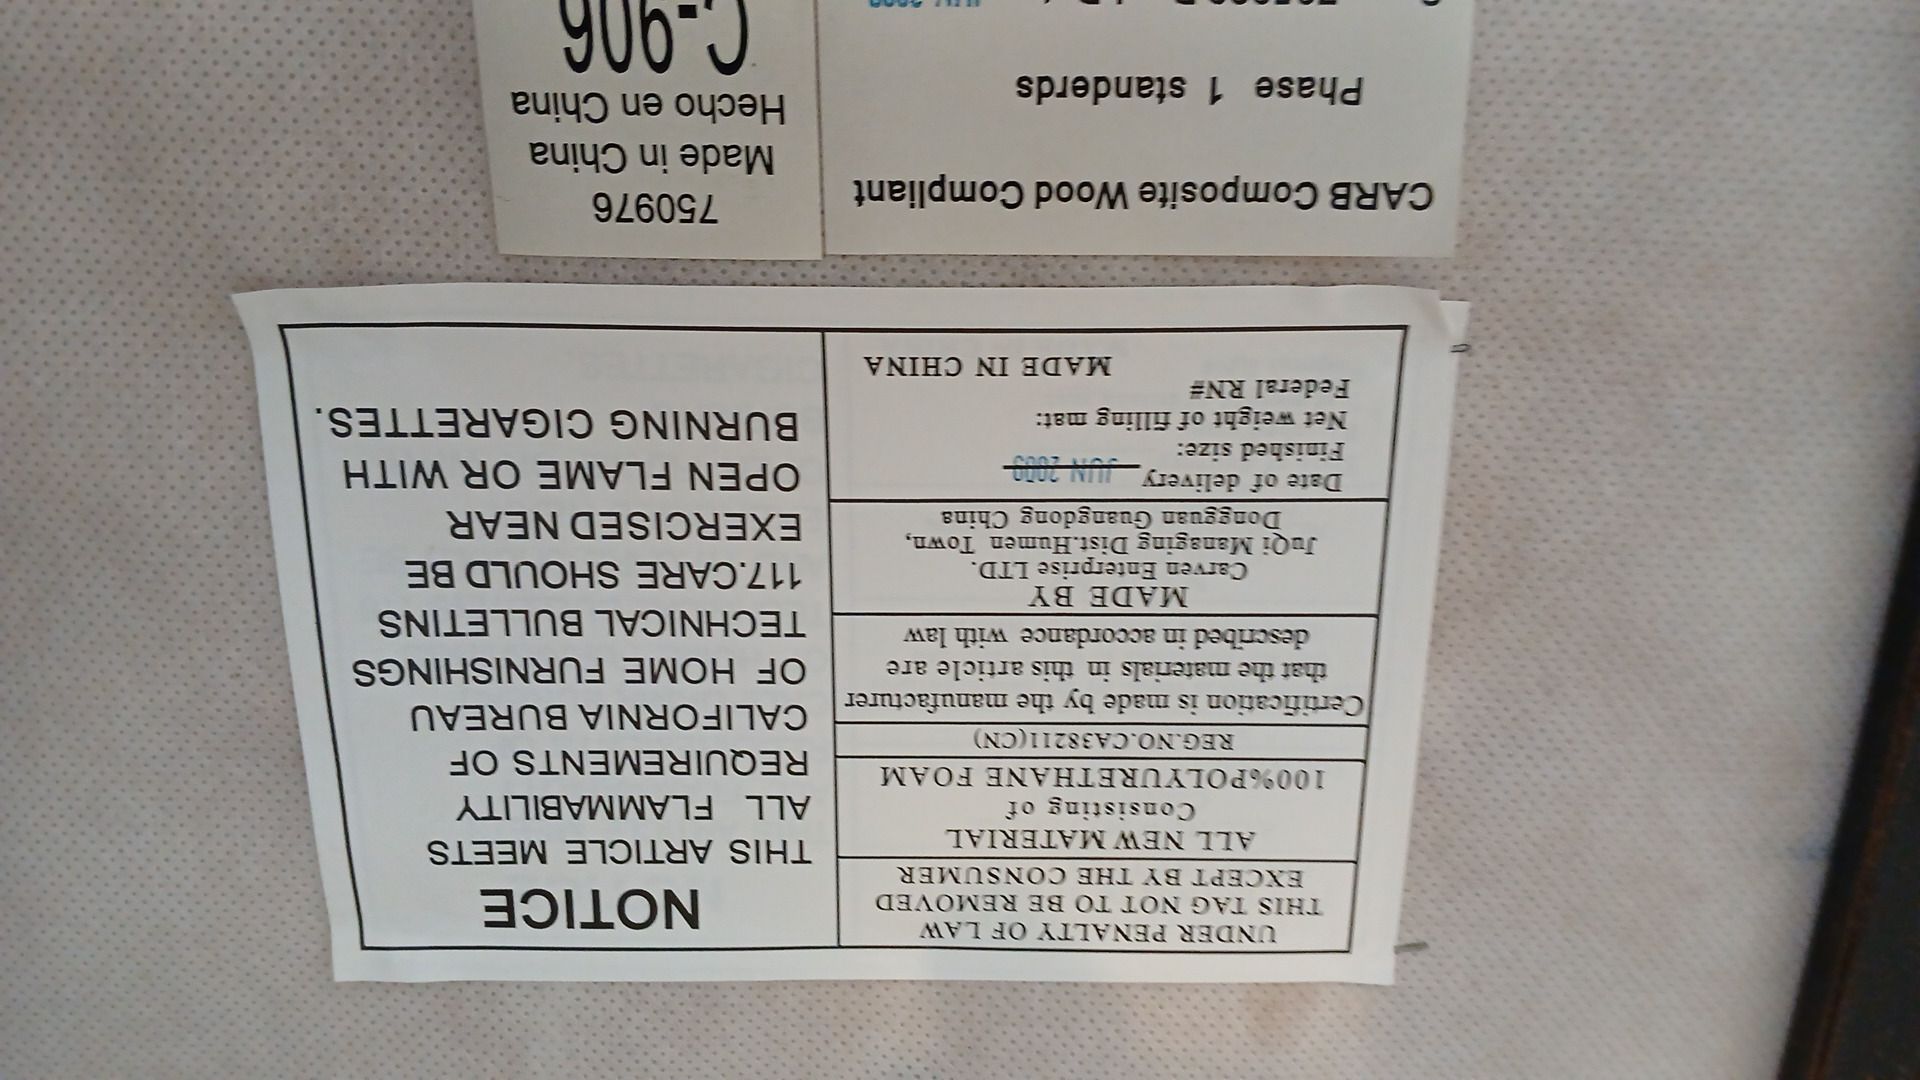 UNDER PENALTY OF LAW
THIS TAG NOT TO BE REMOVED
EXCEPT BY THE CONSUMER
ALL NEW MATERIAL
Consisting of
100%POLYURETHANE FOAM
REG.NO.CA38211(CN)
Certification is made by the manufacturer
that the materials in this article are
described in accordance with law
MADE BY
Carven Enterprise LTD.
JuQi Managing Dist.Humen Town,
Dongguan Guangdong China
Date of delivery JUN 2009
Finished size:
Net weight of filling mat:
Federal RN#
MADE IN CHINA
NOTICE
THIS ARTICLE MEETS
ALL FLAMMABILITY
REQUIREMENTS OF
CALIFORNIA BUREAU
OF HOME FURNISHINGS
TECHNICAL BULLETINS
117.CARE SHOULD BE
EXERCISED NEAR
OPEN FLAME OR WITH
BURNING CIGARETTES.
CARB Composite Wood Compliant
Phase 1 standerds
750976
Made in China
Hecho en China
C-906